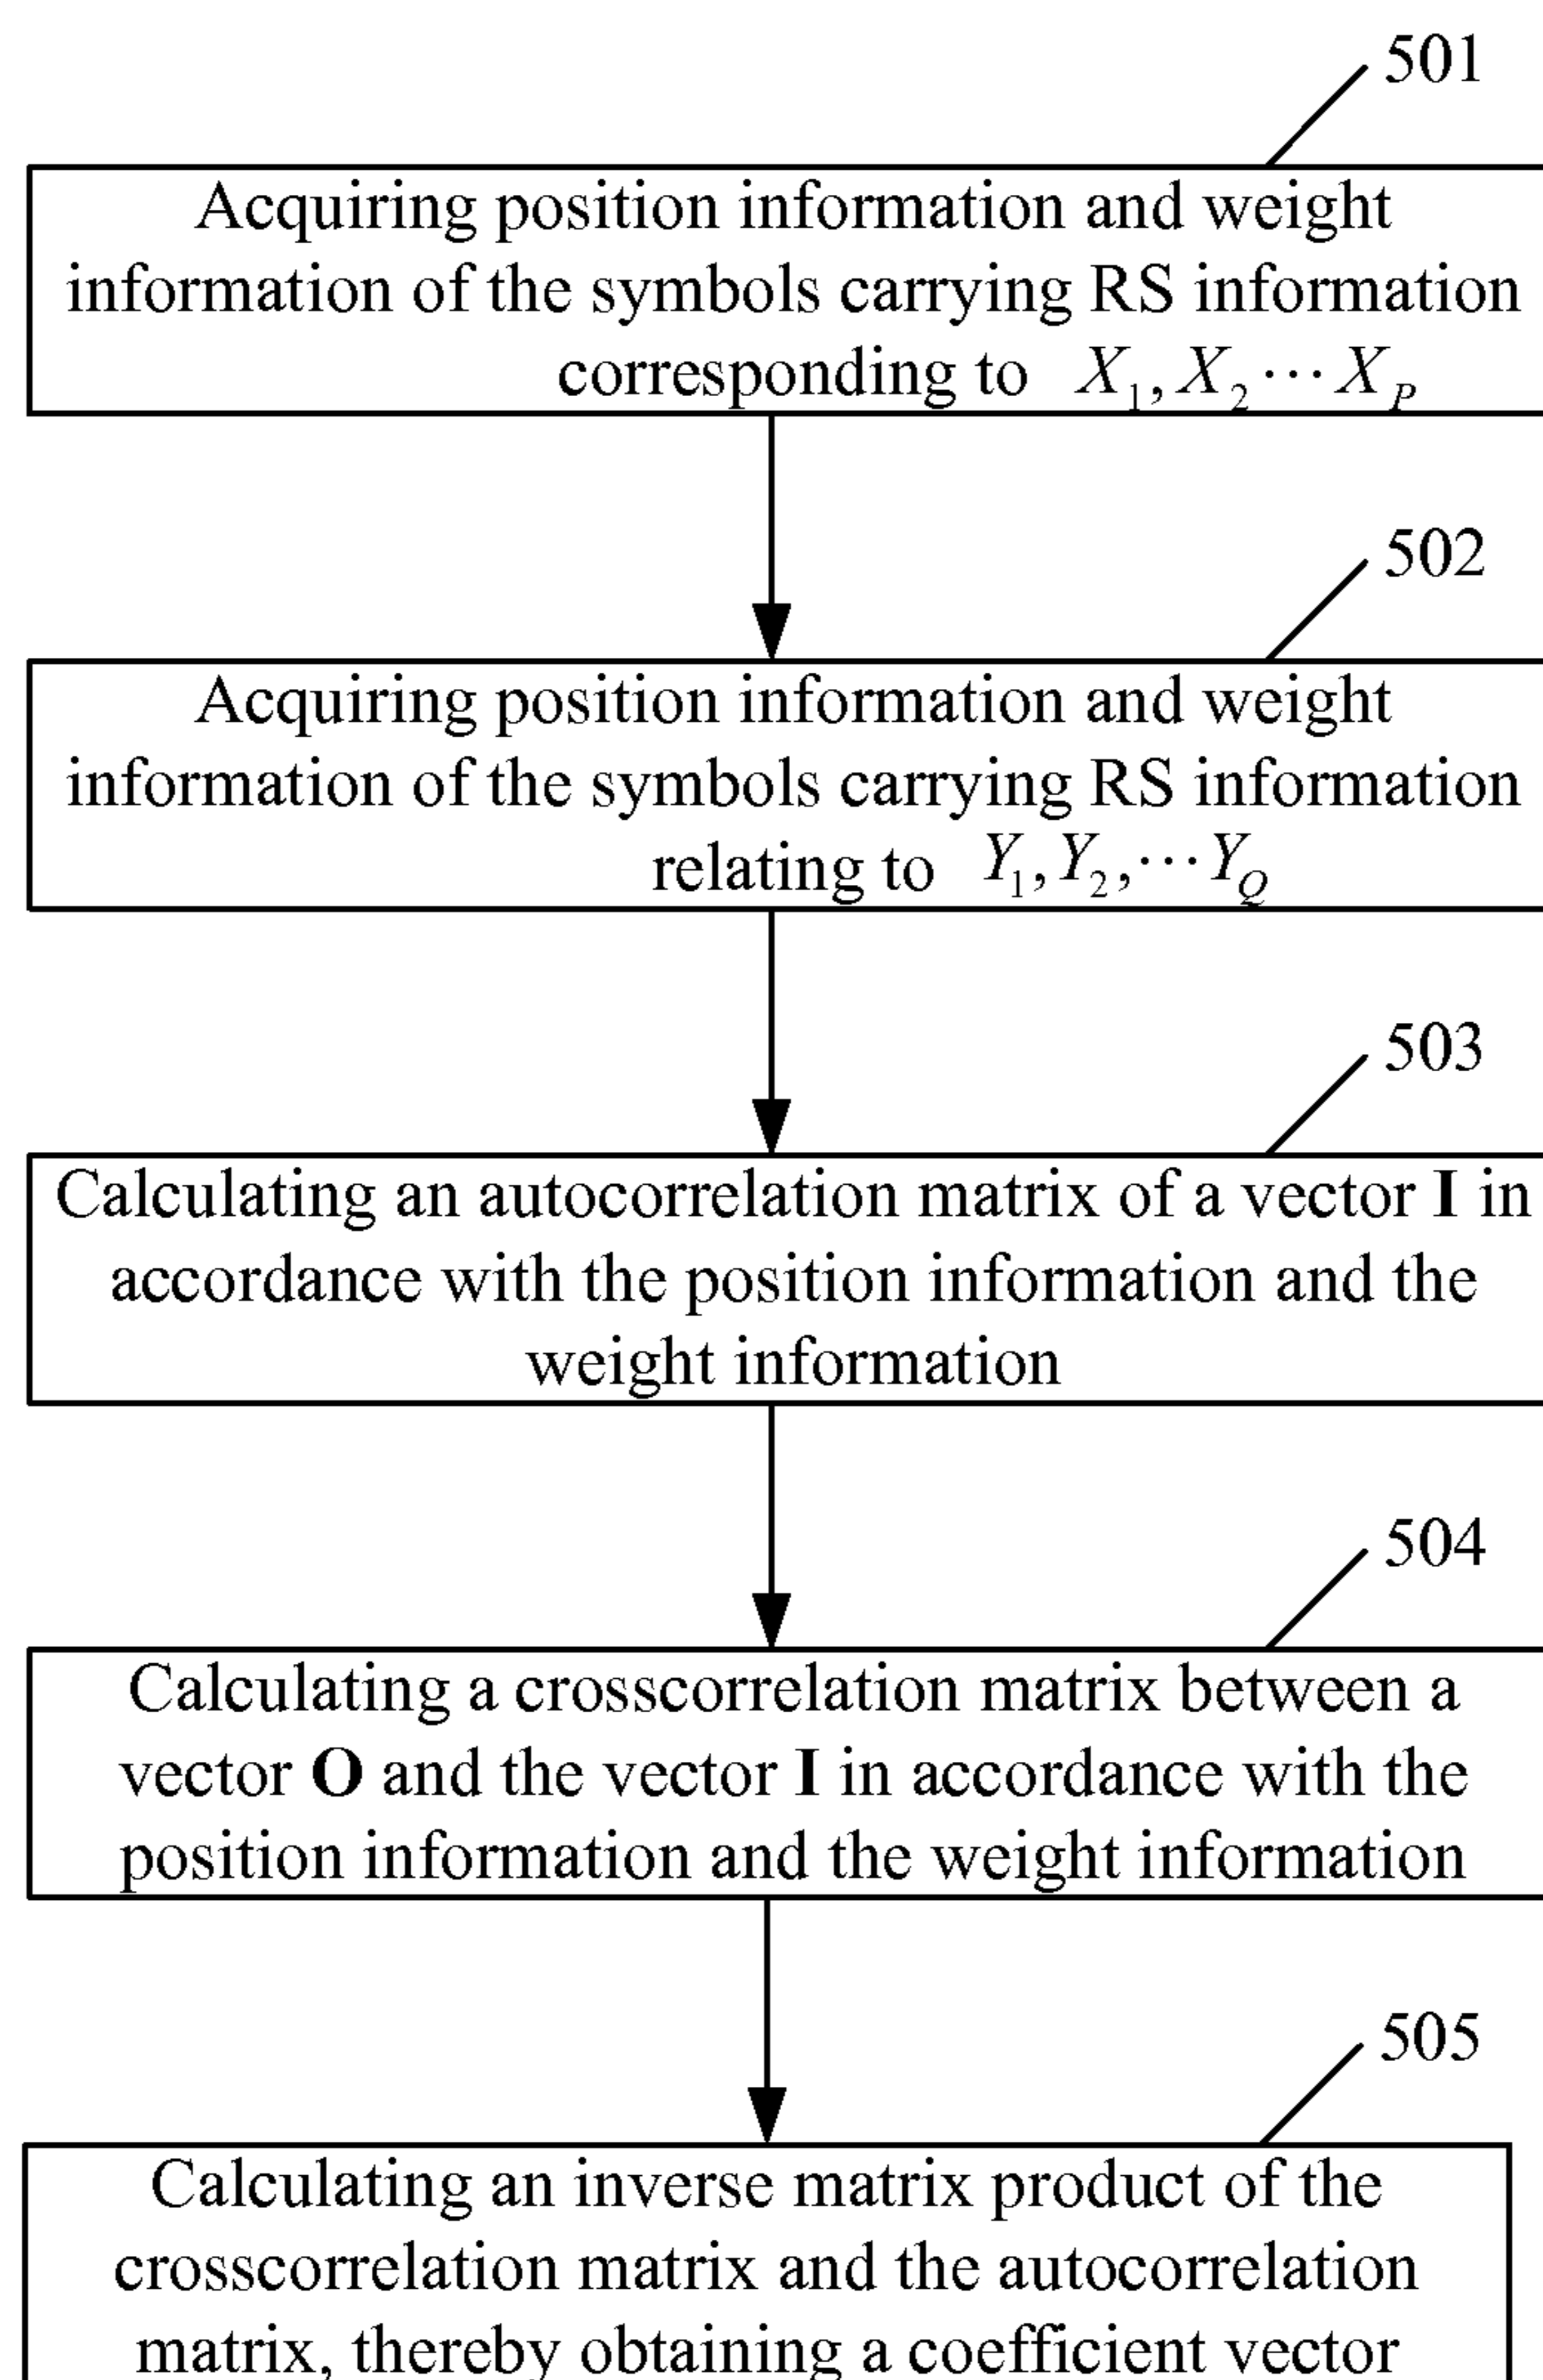 501
Acquiring position information and weight
information of the symbols carrying RS information
corresponding to X₁, X₂ ⋯ X_P
502
Acquiring position information and weight
information of the symbols carrying RS information
relating to Y₁, Y₂, ⋯ Y_Q
503
Calculating an autocorrelation matrix of a vector I in
accordance with the position information and the
weight information
504
Calculating a crosscorrelation matrix between a
vector O and the vector I in accordance with the
position information and the weight information
505
Calculating an inverse matrix product of the
crosscorrelation matrix and the autocorrelation
matrix, thereby obtaining a coefficient vector